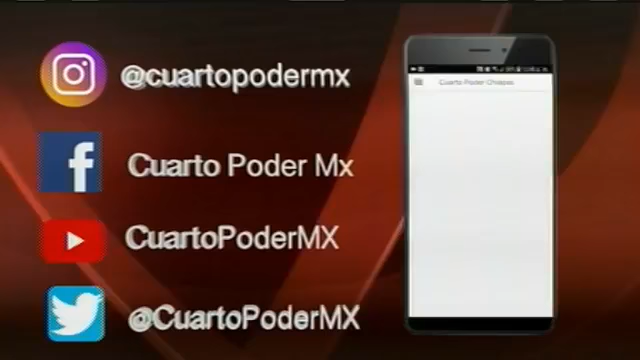 @cuartopodermx
Cuarto Poder Mx
CuartoPoderMX
@CuartoPoderMX
Cuarto Poder Chiapas